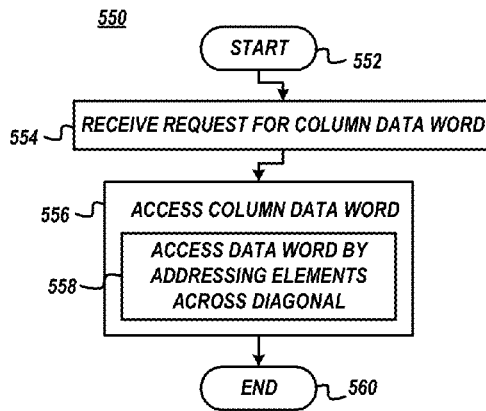 550
START
552
554
RECEIVE REQUEST FOR COLUMN DATA WORD
556
ACCESS COLUMN DATA WORD
558
ACCESS DATA WORD BY
ADDRESSING ELEMENTS
ACROSS DIAGONAL
END
560